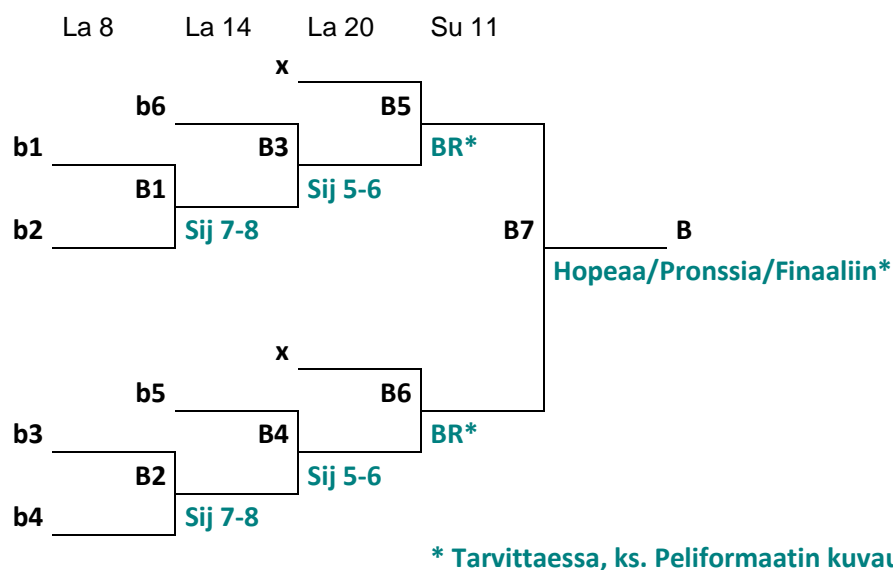 La 8 La 14 La 20 Su 11
x
b6 B5
b1 B3 BR*
B1 Sij 5-6
b2 Sij 7-8 B7 B
Hopeaa/Pronssia/Finaaliin*
x
b5 B6
b3 B4 BR*
B2 Sij 5-6
b4 Sij 7-8
* Tarvittaessa, ks. Peliformaatin